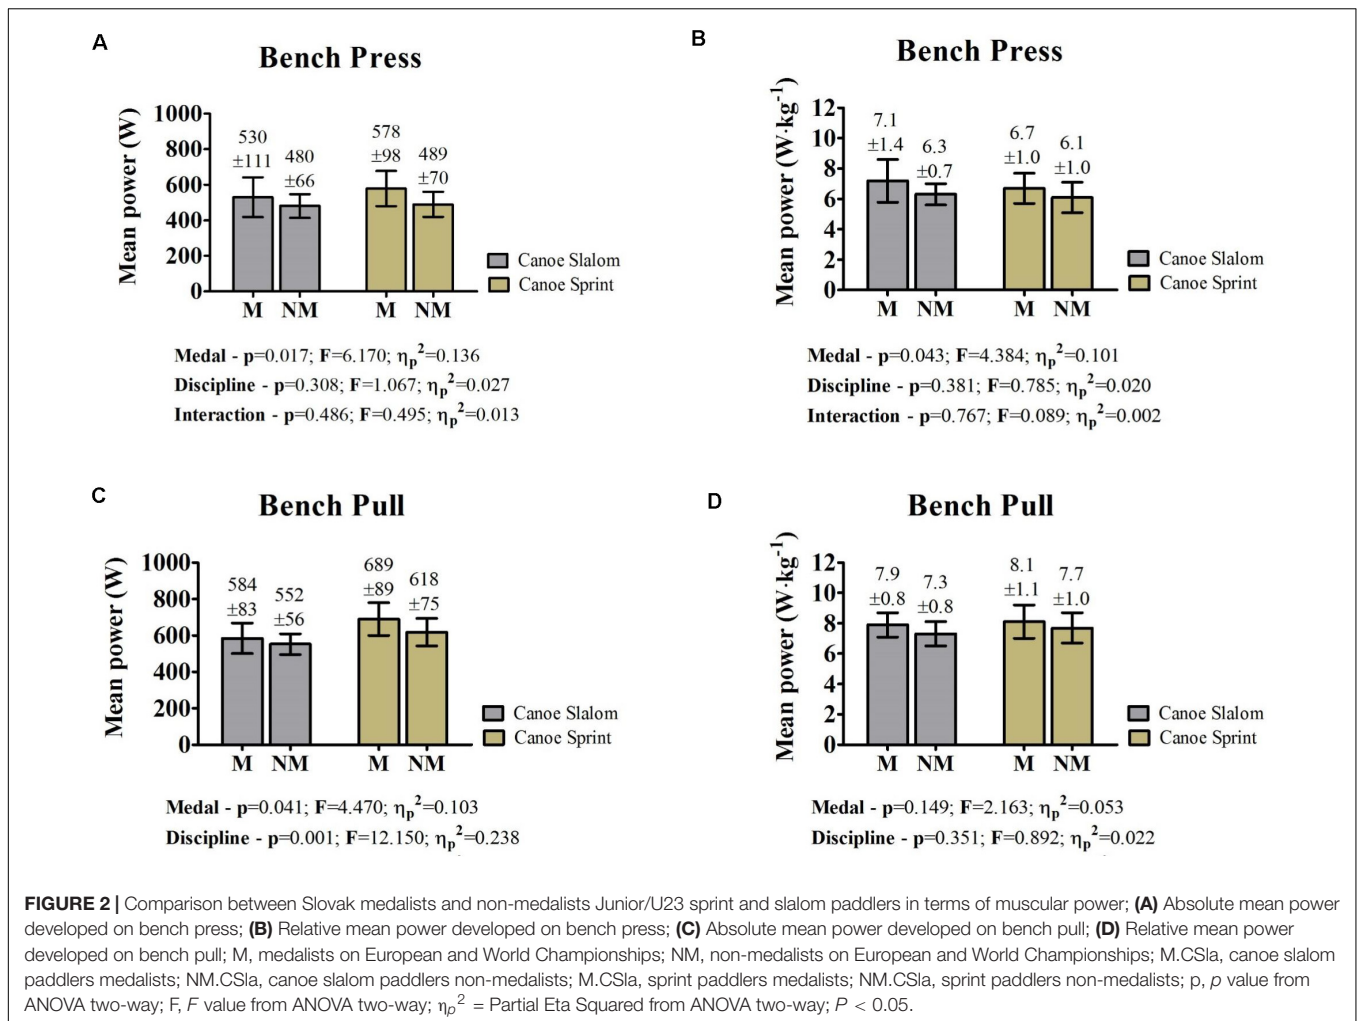 A
Bench Press
Mean power (W)
1000
800
600
400
200
0
530
±111
480
±66
578
±98
489
±70
M NM M NM
Canoe Slalom
Canoe Sprint
Medal - p=0.017; F=6.170; ηp²=0.136
Discipline - p=0.308; F=1.067; ηp²=0.027
Interaction - p=0.486; F=0.495; ηp²=0.013
B
Bench Press
Mean power (W·kg⁻¹)
12
10
8
6
4
2
0
7.1
±1.4
6.3
±0.7
6.7
±1.0
6.1
±1.0
M NM M NM
Canoe Slalom
Canoe Sprint
Medal - p=0.043; F=4.384; ηp²=0.101
Discipline - p=0.381; F=0.785; ηp²=0.020
Interaction - p=0.767; F=0.089; ηp²=0.002
C
Bench Pull
Mean power (W)
1000
800
600
400
200
0
584
±83
552
±56
689
±89
618
±75
M NM M NM
Canoe Slalom
Canoe Sprint
Medal - p=0.041; F=4.470; ηp²=0.103
Discipline - p=0.001; F=12.150; ηp²=0.238
D
Bench Pull
Mean power (W·kg⁻¹)
12
10
8
6
4
2
0
7.9
±0.8
7.3
±0.8
8.1
±1.1
7.7
±1.0
M NM M NM
Canoe Slalom
Canoe Sprint
Medal - p=0.149; F=2.163; ηp²=0.053
Discipline - p=0.351; F=0.892; ηp²=0.022
FIGURE 2 | Comparison between Slovak medalists and non-medalists Junior/U23 sprint and slalom paddlers in terms of muscular power; (A) Absolute mean power
developed on bench press; (B) Relative mean power developed on bench press; (C) Absolute mean power developed on bench pull; (D) Relative mean power
developed on bench pull; M, medalists on European and World Championships; NM, non-medalists on European and World Championships; M.CSla, canoe slalom
paddlers medalists; NM.CSla, canoe slalom paddlers non-medalists; M.CSla, sprint paddlers medalists; NM.CSla, sprint paddlers non-medalists; p, p value from
ANOVA two-way; F, F value from ANOVA two-way; ηp² = Partial Eta Squared from ANOVA two-way; P < 0.05.